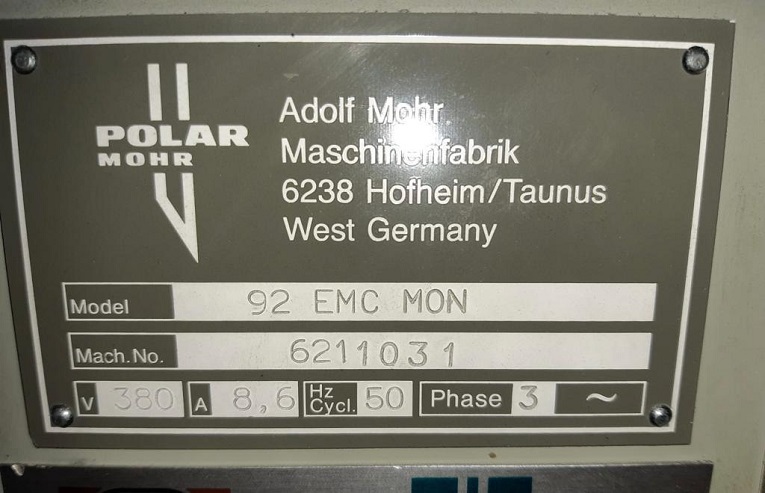 POLAR
MOHR
Adolf Mohr
Maschinenfabrik
6238 Hofheim/Taunus
West Germany
Model 92 EMC MON
Mach.No. 6211031
V 380 A 8,6 Hz Cycl. 50 Phase 3 ~